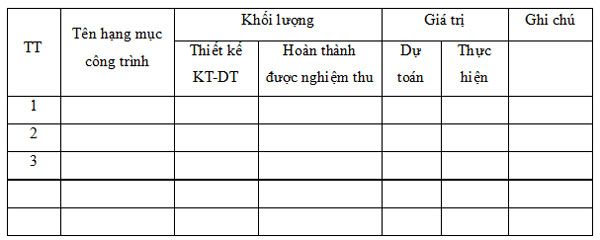 TT
Tên hạng mục
công trình
Khối lượng
Giá trị
Ghi chú
Thiết kế
KT-DT
Hoàn thành
được nghiệm thu
Dự
toán
Thực
hiện
1
2
3